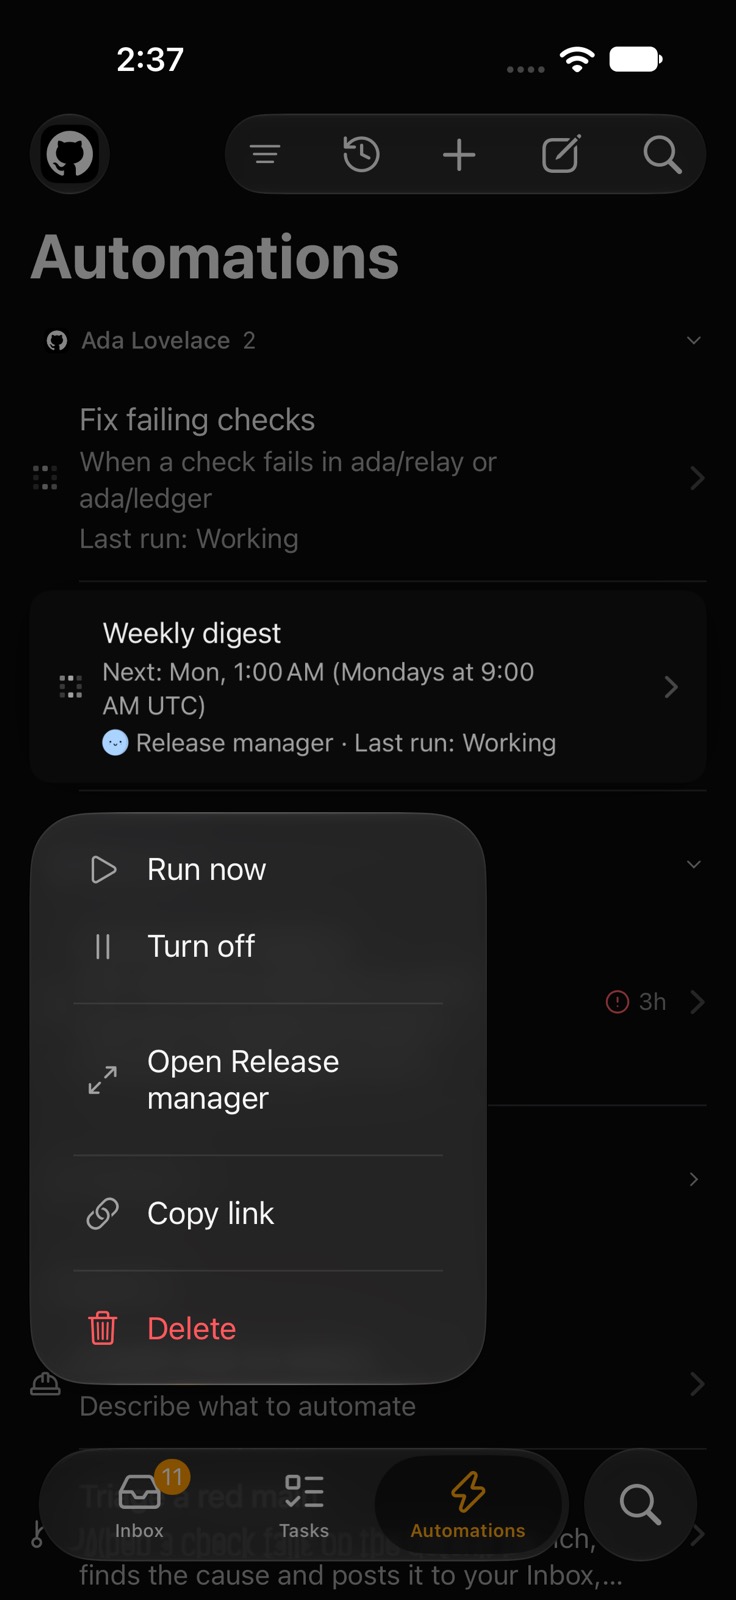 2:37
Automations
Ada Lovelace 2
Fix failing checks
When a check fails in ada/relay or
ada/ledger
Last run: Working
Weekly digest
Next: Mon, 1:00 AM (Mondays at 9:00
AM UTC)
Release manager · Last run: Working
Run now
Turn off
3h
Open Release
manager
Copy link
Delete
Describe what to automate
11
Triage a red
Inbox
Tasks
Automations
finds the cause and posts it to your Inbox,...